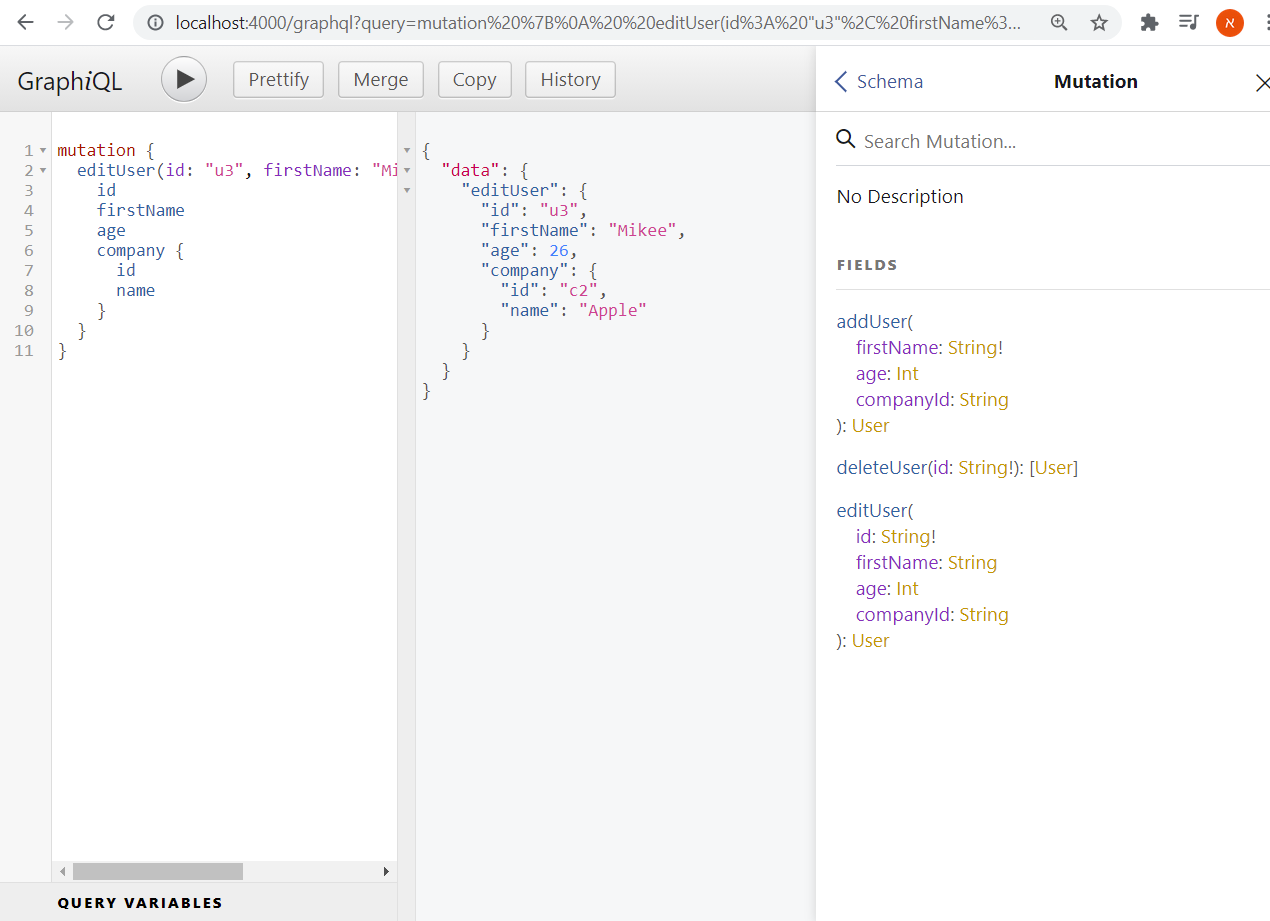 localhost:4000/graphql?query=mutation%20%7B%0A%20%20editUser(id%3A%20"u3"%2C%20firstName%3...
א
GraphiQL
Prettify
Merge
Copy
History
1 mutation {
2 editUser(id: "u3", firstName: "Mi
3 id
4 firstName
5 age
6 company {
7 id
8 name
9 }
10 }
11 }
QUERY VARIABLES
{
"data": {
"editUser": {
"id": "u3",
"firstName": "Mikee",
"age": 26,
"company": {
"id": "c2",
"name": "Apple"
}
}
}
}
Schema
Mutation
Search Mutation...
No Description
FIELDS
addUser(
firstName: String!
age: Int
companyId: String
): User
deleteUser(id: String!): [User]
editUser(
id: String!
firstName: String
age: Int
companyId: String
): User